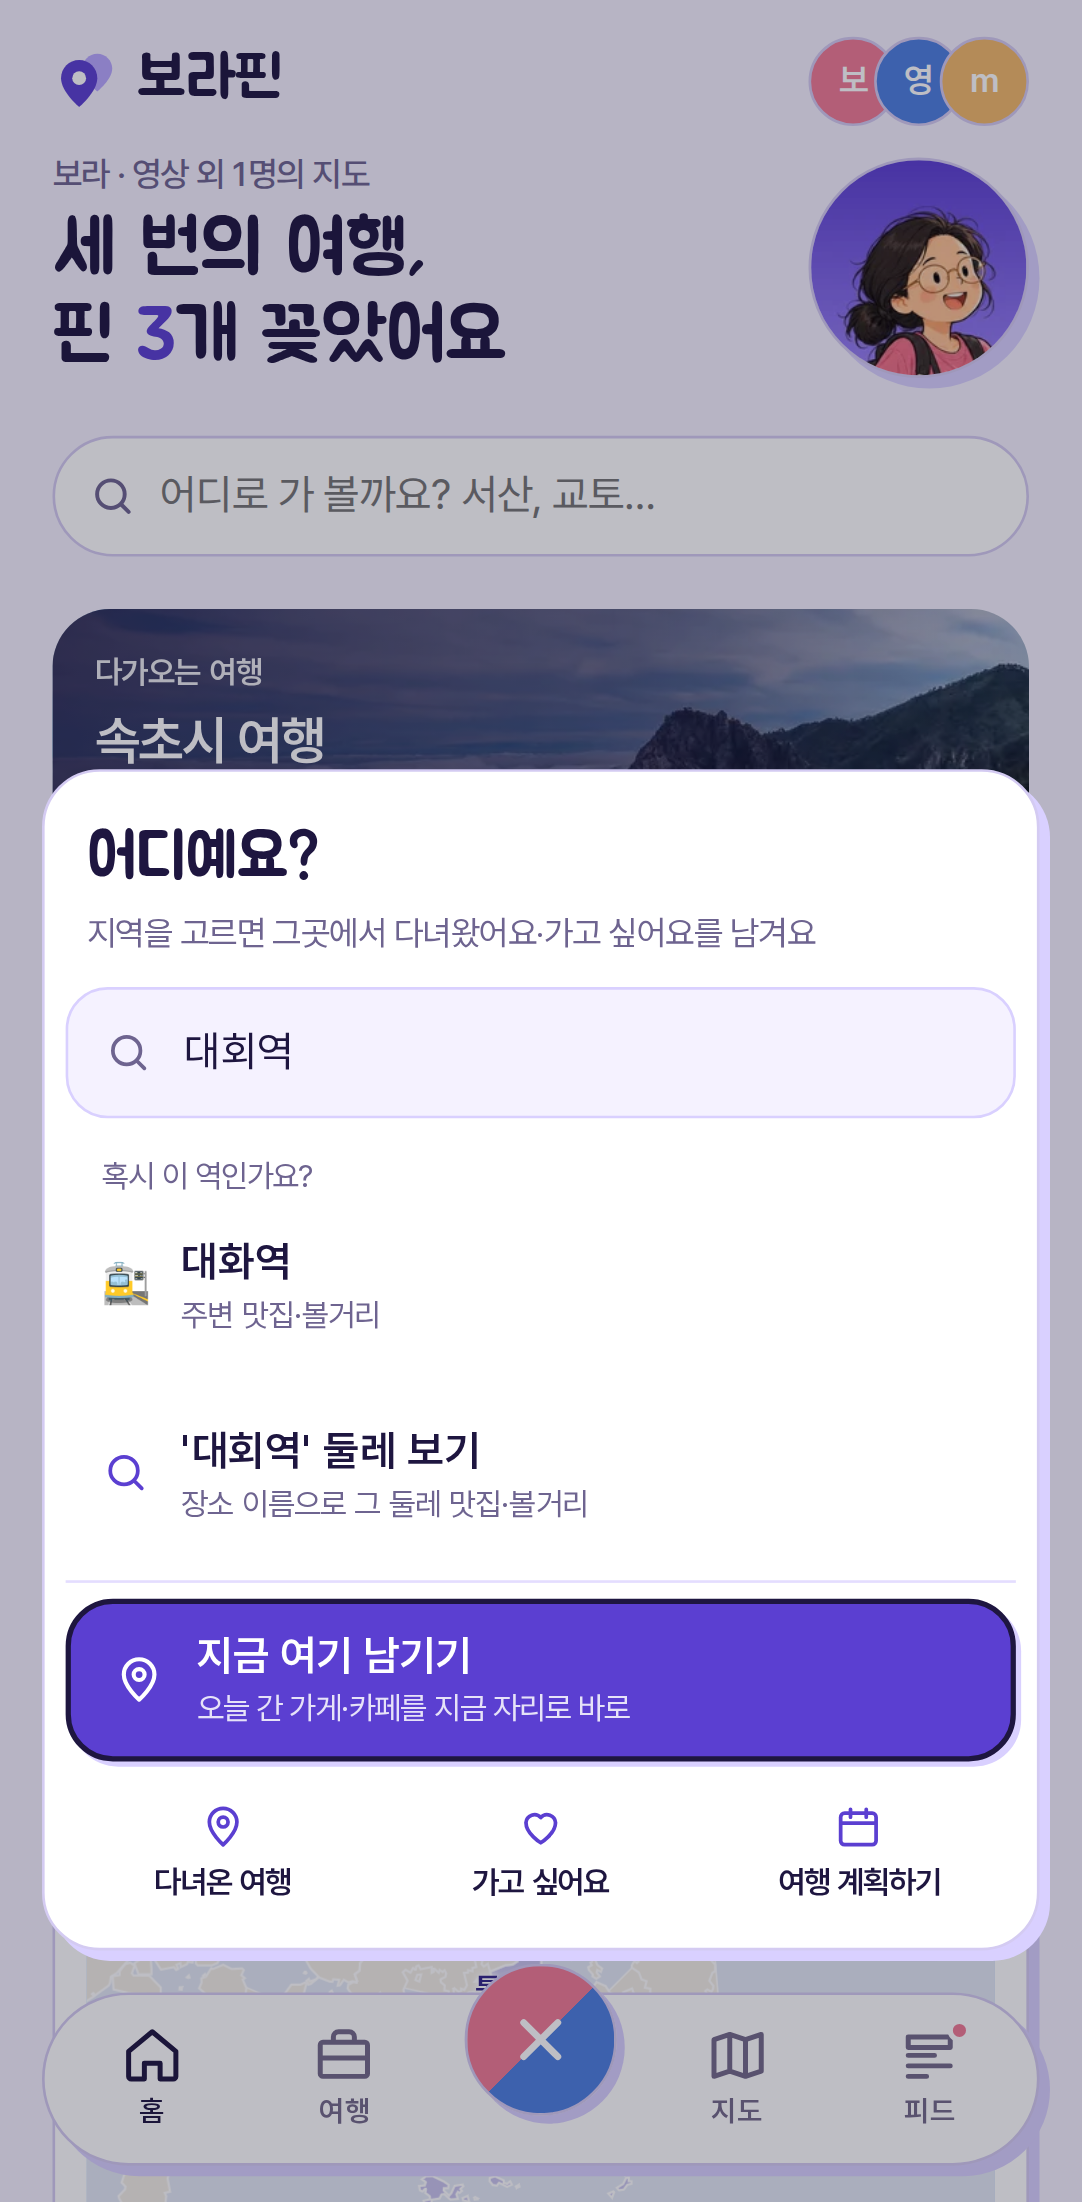 보라핀
보 영 m
보라 · 영상 외 1명의 지도
세 번의 여행,
핀 3개 꽂았어요
어디로 가 볼까요? 서산, 교토...
다가오는 여행
속초시 여행
어디예요?
지역을 고르면 그곳에서 다녀왔어요·가고 싶어요를 남겨요
대회역
혹시 이 역인가요?
대화역
주변 맛집·볼거리
'대회역' 둘레 보기
장소 이름으로 그 둘레 맛집·볼거리
지금 여기 남기기
오늘 간 가게·카페를 지금 자리로 바로
다녀온 여행
가고 싶어요
여행 계획하기
홈
여행
지도
피드